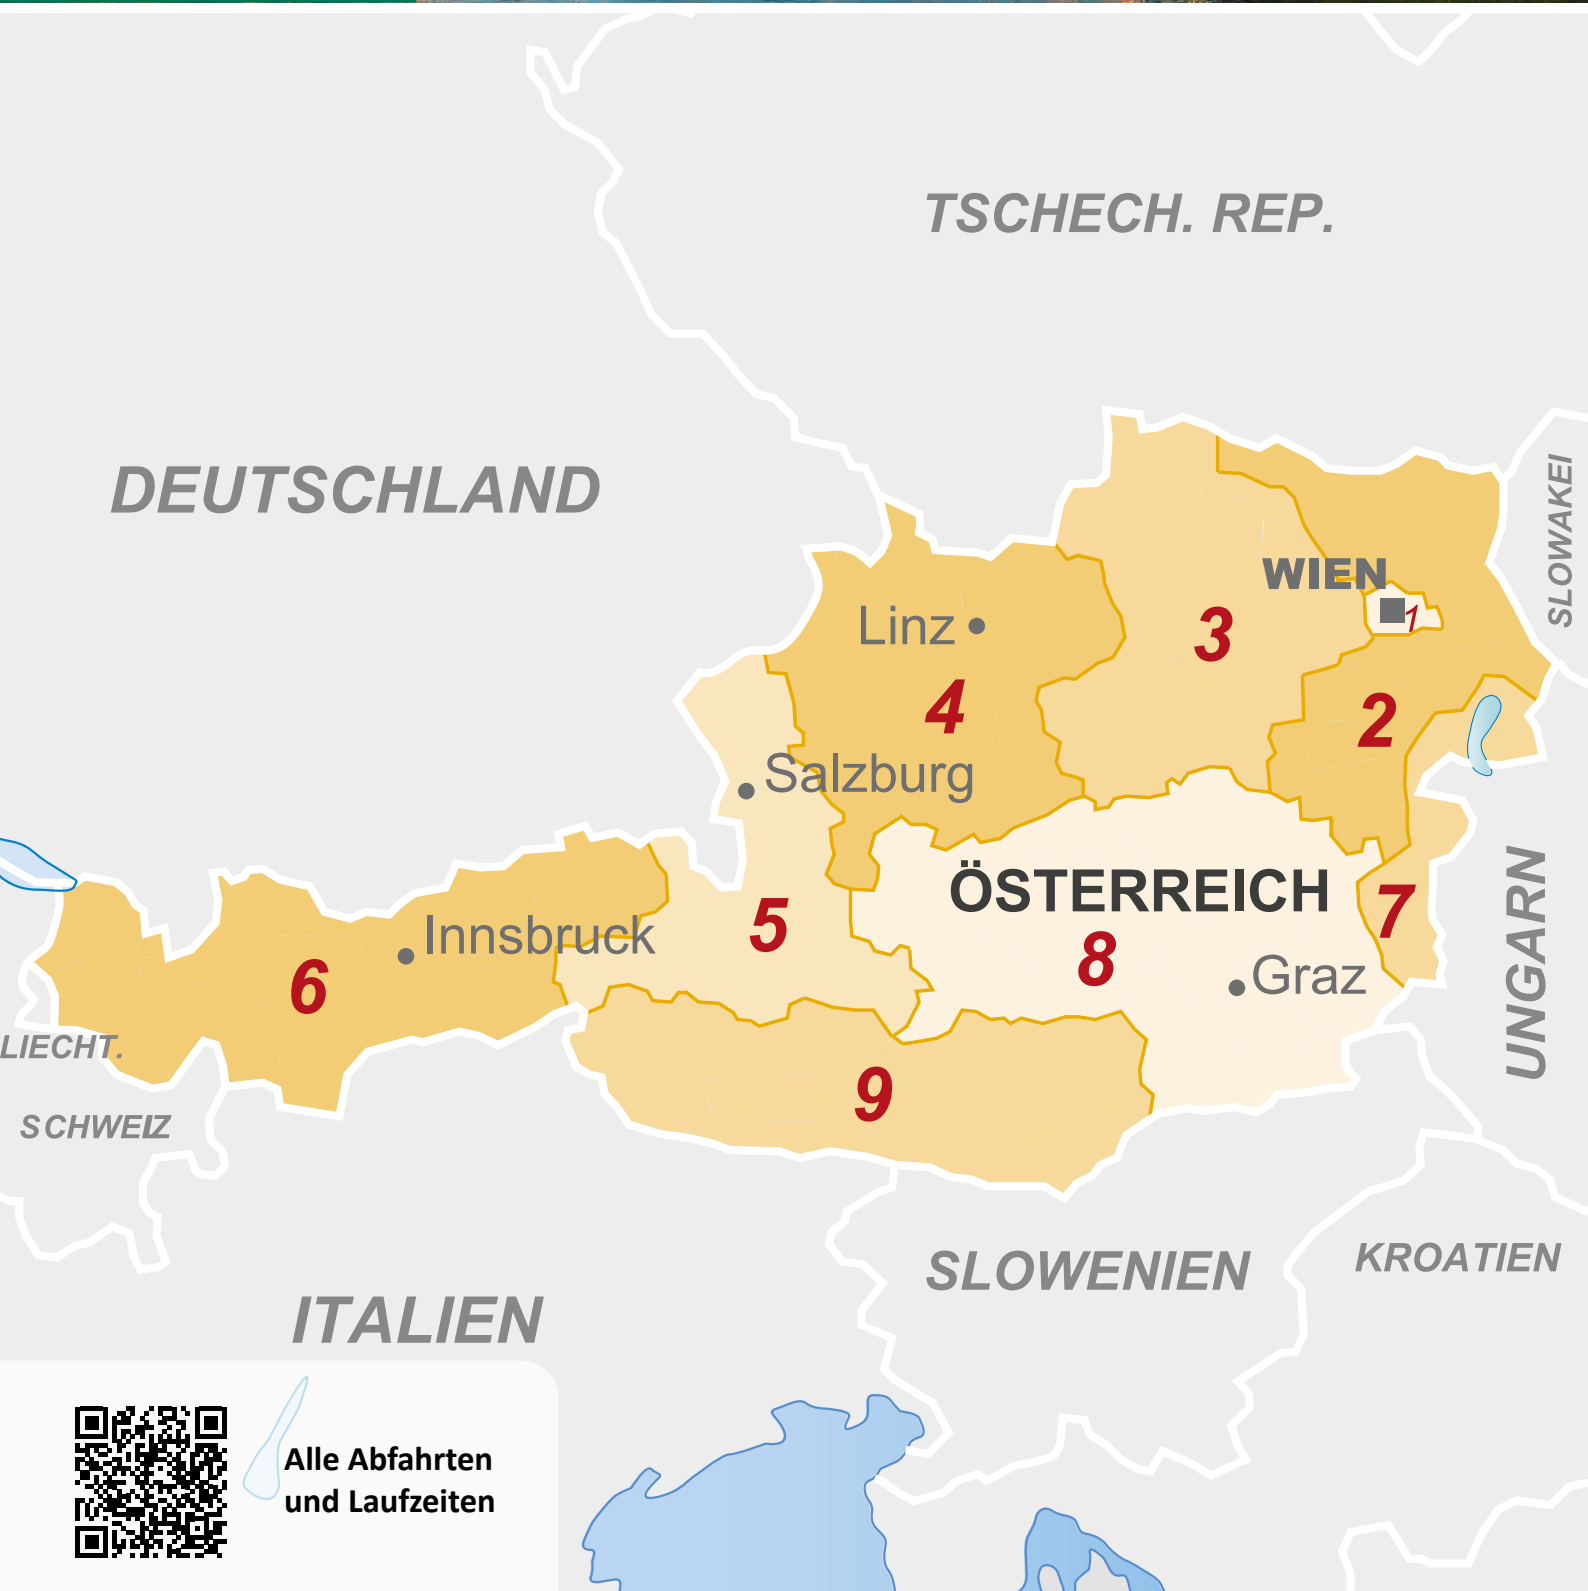 TSCHECH. REP.
DEUTSCHLAND
SLOWAKEI
WIEN
1
Linz
3
4
2
Salzburg
ÖSTERREICH
7
5
Innsbruck
8
UNGARN
6
Graz
LIECHT.
9
SCHWEIZ
SLOWENIEN
KROATIEN
ITALIEN
Alle Abfahrten
und Laufzeiten